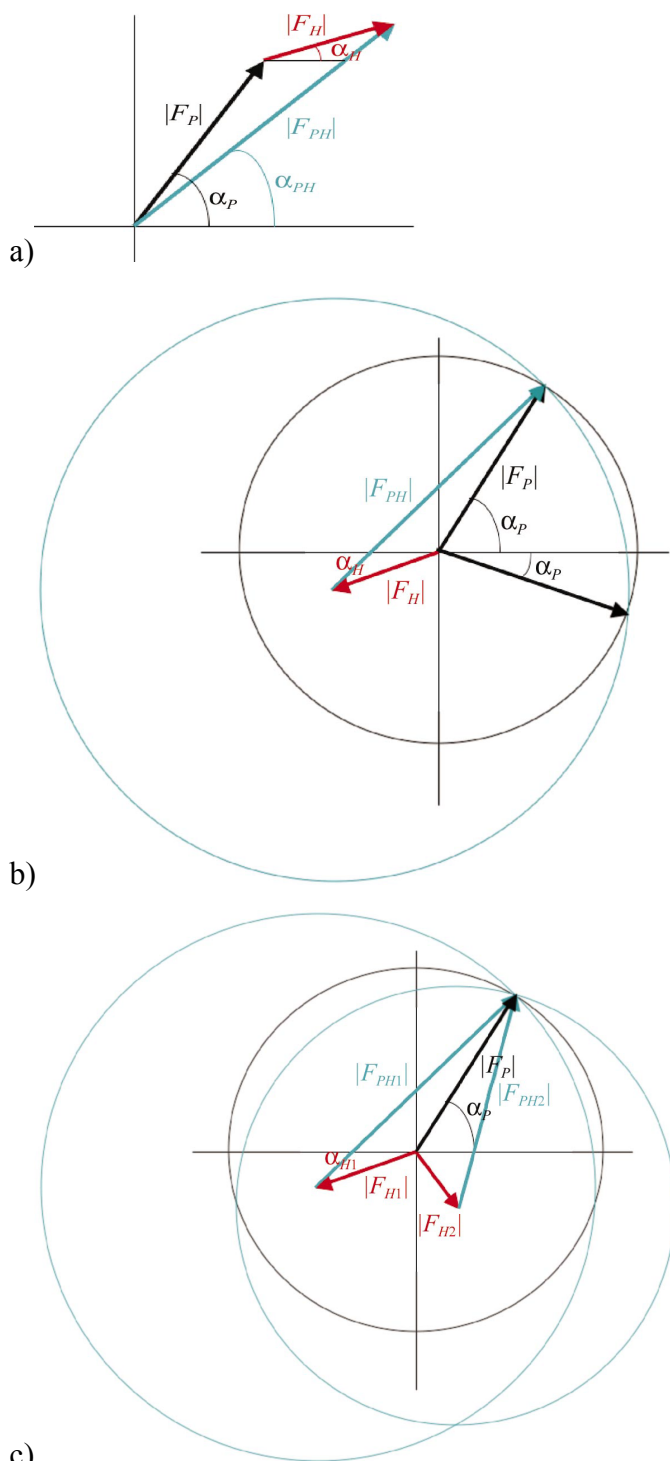 |F_H|
α_H
|F_P|
|F_PH|
α_PH
α_P
a)
|F_PH|
|F_P|
α_P
α_H
α_P
|F_H|
b)
|F_PH1|
|F_P|
α_P
|F_PH2|
α_H1
|F_H1|
|F_H2|
c)